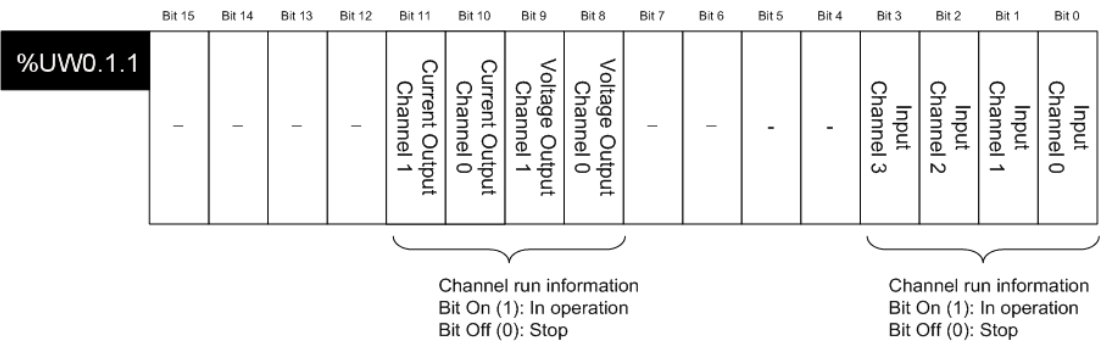 Bit 15 Bit 14 Bit 13 Bit 12 Bit 11 Bit 10 Bit 9 Bit 8 Bit 7 Bit 6 Bit 5 Bit 4 Bit 3 Bit 2 Bit 1 Bit 0
%UW0.1.1
–
–
–
–
Current Output
Channel 1
Current Output
Channel 0
Voltage Output
Channel 1
Voltage Output
Channel 0
–
–
-
-
Input
Channel 3
Input
Channel 2
Input
Channel 1
Input
Channel 0
Channel run information
Bit On (1): In operation
Bit Off (0): Stop
Channel run information
Bit On (1): In operation
Bit Off (0): Stop